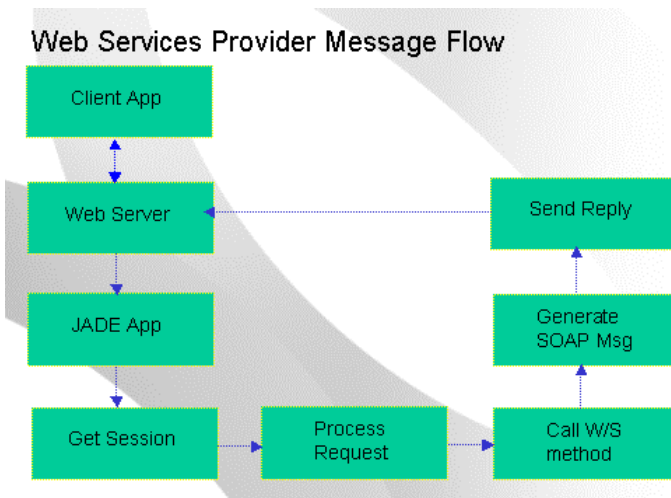 Web Services Provider Message Flow
Client App
Web Server
Send Reply
JADE App
Generate
SOAP Msg
Get Session
Process
Request
Call W/S
method